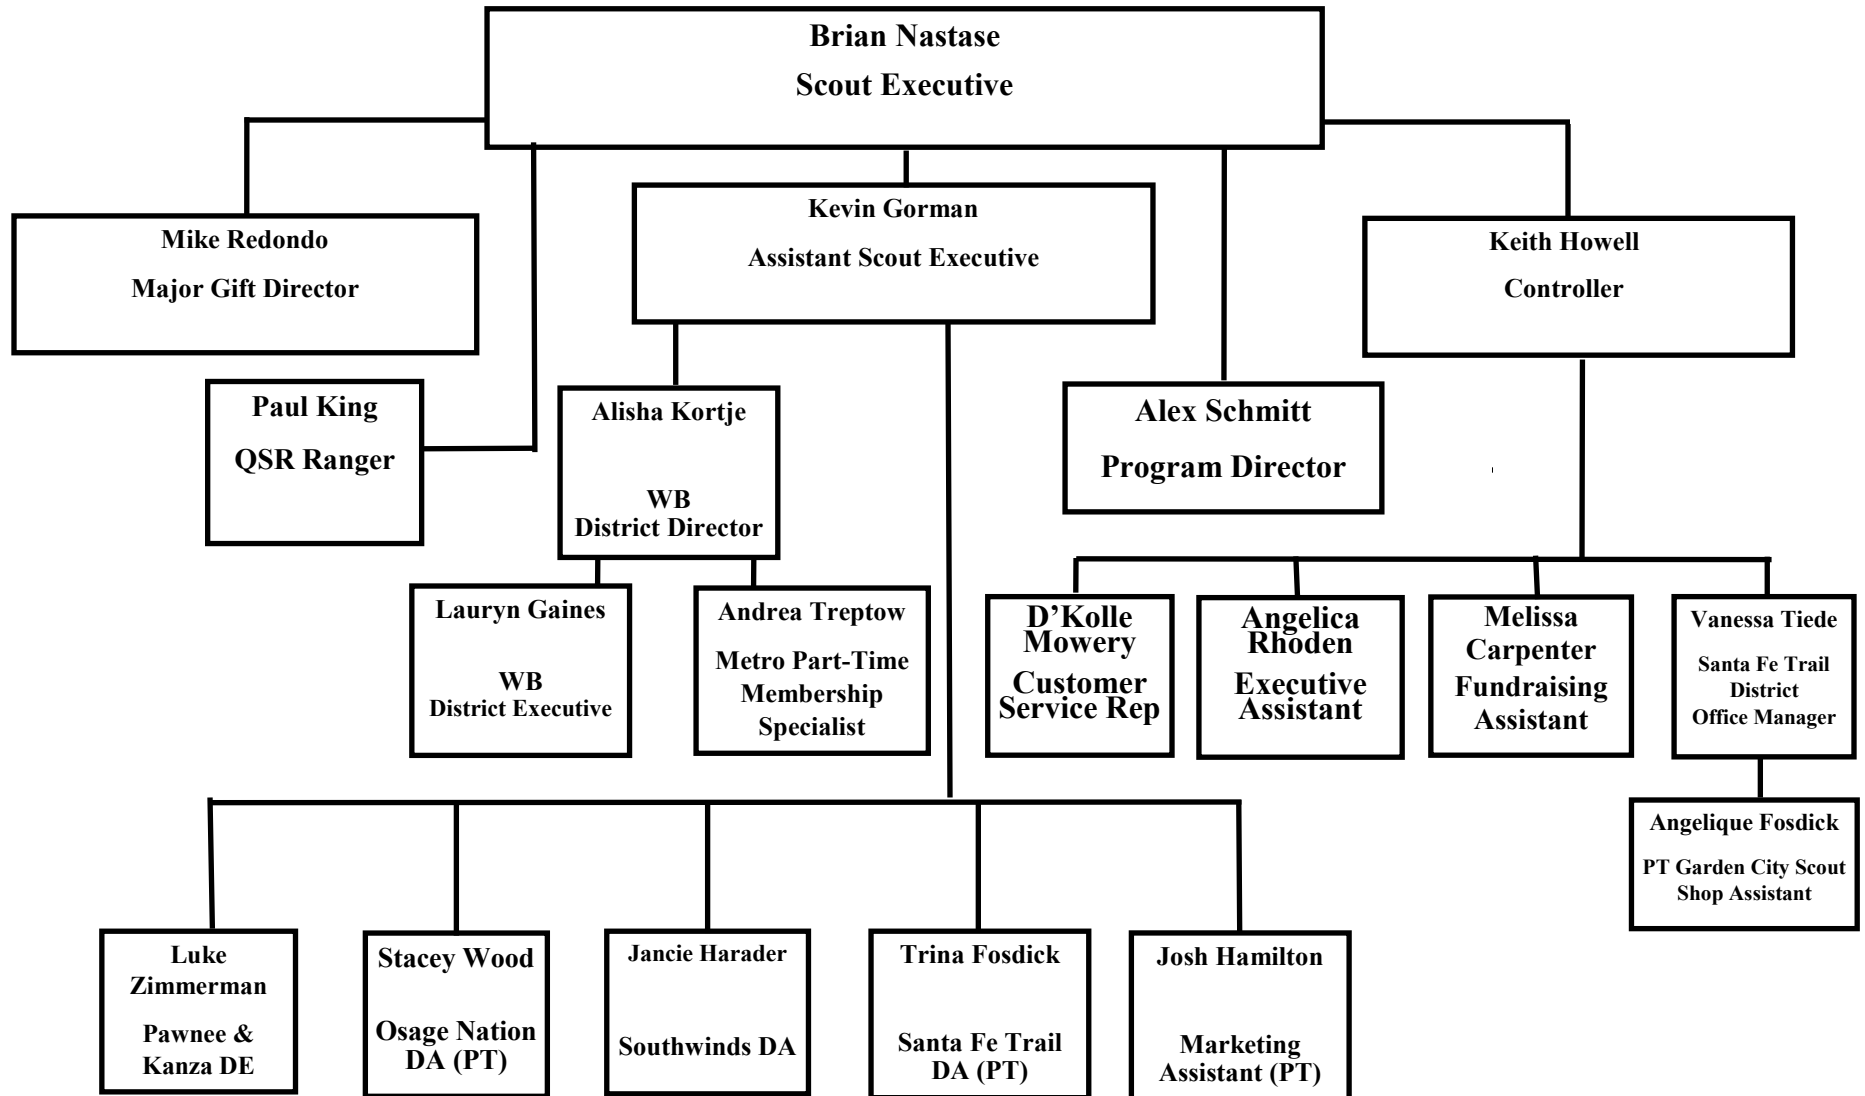 Brian Nastase
Scout Executive
Mike Redondo
Major Gift Director
Kevin Gorman
Assistant Scout Executive
Keith Howell
Controller
Paul King
QSR Ranger
Alisha Kortje
WB
District Director
Alex Schmitt
Program Director
Lauryn Gaines
WB
District Executive
Andrea Treptow
Metro Part-Time
Membership
Specialist
D’Kolle
Mowery
Customer
Service Rep
Angelica
Rhoden
Executive
Assistant
Melissa
Carpenter
Fundraising
Assistant
Vanessa Tiede
Santa Fe Trail
District
Office Manager
Angelique Fosdick
PT Garden City Scout
Shop Assistant
Luke
Zimmerman
Pawnee &
Kanza DE
Stacey Wood
Osage Nation
DA (PT)
Jancie Harader
Southwinds DA
Trina Fosdick
Santa Fe Trail
DA (PT)
Josh Hamilton
Marketing
Assistant (PT)